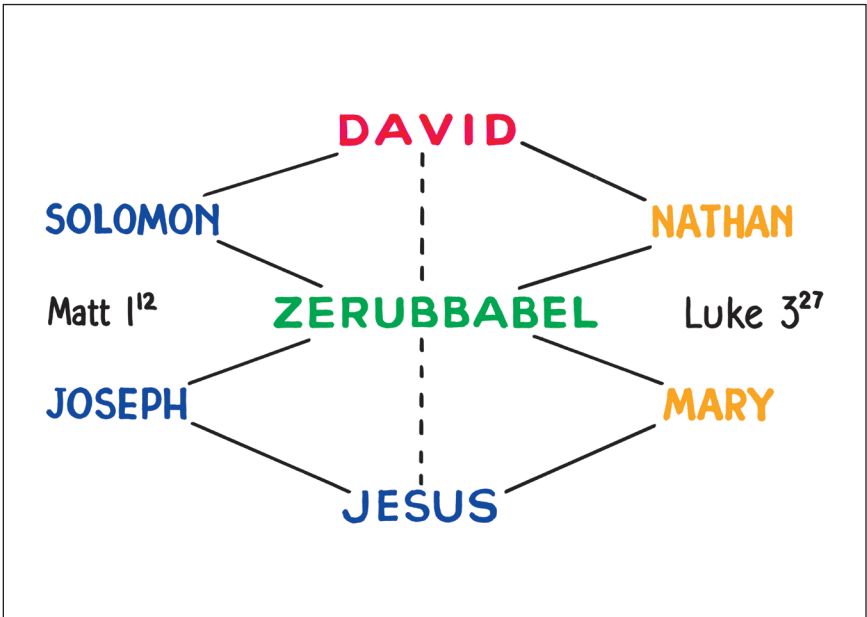 DAVID
SOLOMON NATHAN
Matt 1¹² ZERUBBABEL Luke 3²⁷
JOSEPH MARY
JESUS